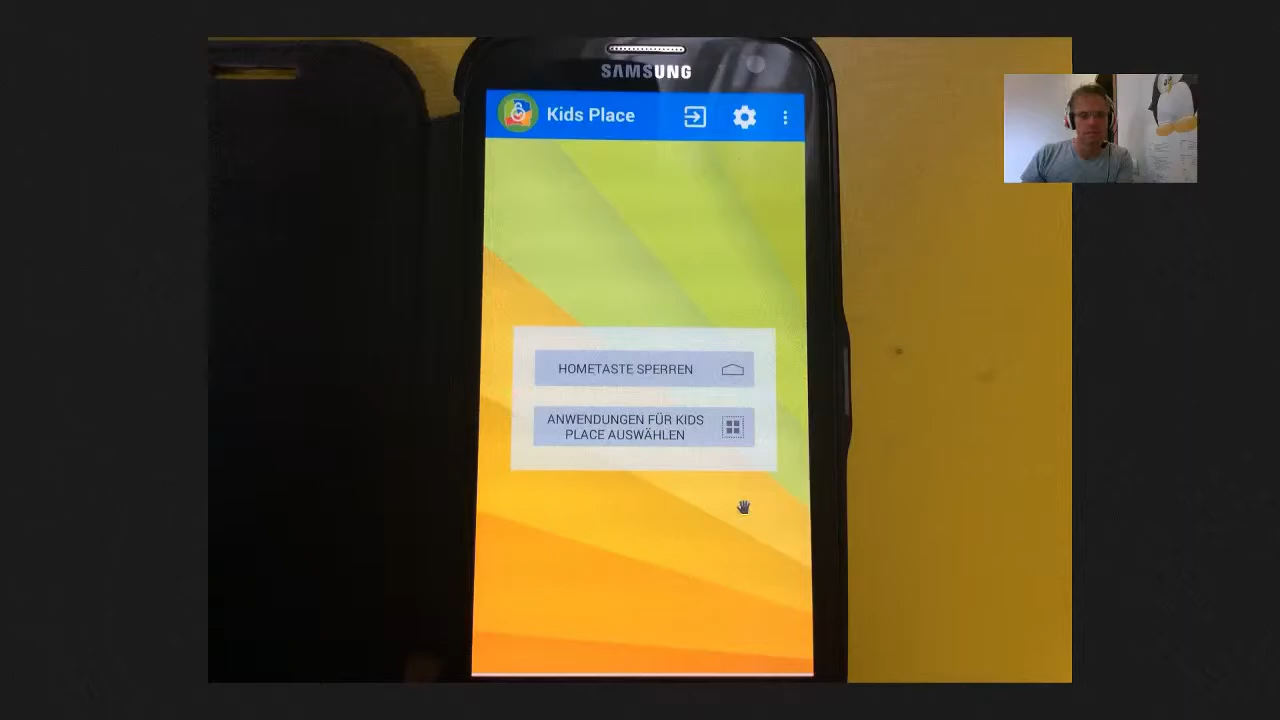 SAMSUNG
Kids Place
HOMETASTE SPERREN
ANWENDUNGEN FÜR KIDS
PLACE AUSWÄHLEN